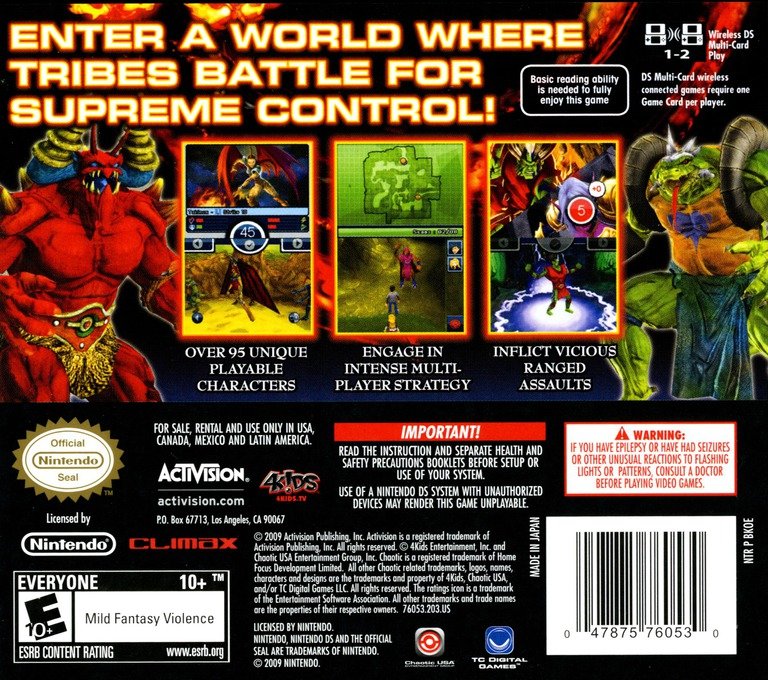 ENTER A WORLD WHERE
TRIBES BATTLE FOR
SUPREME CONTROL!
Basic reading ability
is needed to fully
enjoy this game
1-2
Wireless DS
Multi-Card
Play
DS Multi-Card wireless
connected games require one
Game Card per player.
45
+0
5
OVER 95 UNIQUE
PLAYABLE
CHARACTERS
ENGAGE IN
INTENSE MULTI-
PLAYER STRATEGY
INFLICT VICIOUS
RANGED
ASSAULTS
Official
Nintendo
Seal
TM
Licensed by
Nintendo®
CLIMAX
FOR SALE, RENTAL AND USE ONLY IN USA,
CANADA, MEXICO AND LATIN AMERICA.
ACTIVISION®
activision.com
4KiDS
4KiDS.TV
P.O. Box 67713, Los Angeles, CA 90067
IMPORTANT!
READ THE INSTRUCTION AND SEPARATE HEALTH AND
SAFETY PRECAUTIONS BOOKLETS BEFORE SETUP OR
USE OF YOUR SYSTEM.
USE OF A NINTENDO DS SYSTEM WITH UNAUTHORIZED
DEVICES MAY RENDER THIS GAME UNPLAYABLE.
WARNING:
IF YOU HAVE EPILEPSY OR HAVE HAD SEIZURES
OR OTHER UNUSUAL REACTIONS TO FLASHING
LIGHTS OR PATTERNS, CONSULT A DOCTOR
BEFORE PLAYING VIDEO GAMES.
© 2009 Activision Publishing, Inc. Activision is a registered trademark of
Activision Publishing, Inc. All rights reserved. © 4Kids Entertainment, Inc. and
Chaotic USA Entertainment Group, Inc. Chaotic is a registered trademark of Home
Focus Development Limited. All other Chaotic related trademarks, logos, names,
characters and designs are the trademarks and property of 4Kids, Chaotic USA,
and/or TC Digital Games LLC. All rights reserved. The ratings icon is a trademark
of the Entertainment Software Association. All other trademarks and trade names
are the properties of their respective owners. 76053.203.US
LICENSED BY NINTENDO.
NINTENDO, NINTENDO DS AND THE OFFICIAL
SEAL ARE TRADEMARKS OF NINTENDO.
© 2009 NINTENDO.
EVERYONE 10+ ™
E
10+
Mild Fantasy Violence
ESRB CONTENT RATING www.esrb.org
Chaotic USA
TC DIGITAL
GAMES
MADE IN JAPAN
0 47875 76053 0
NTR P BKOE